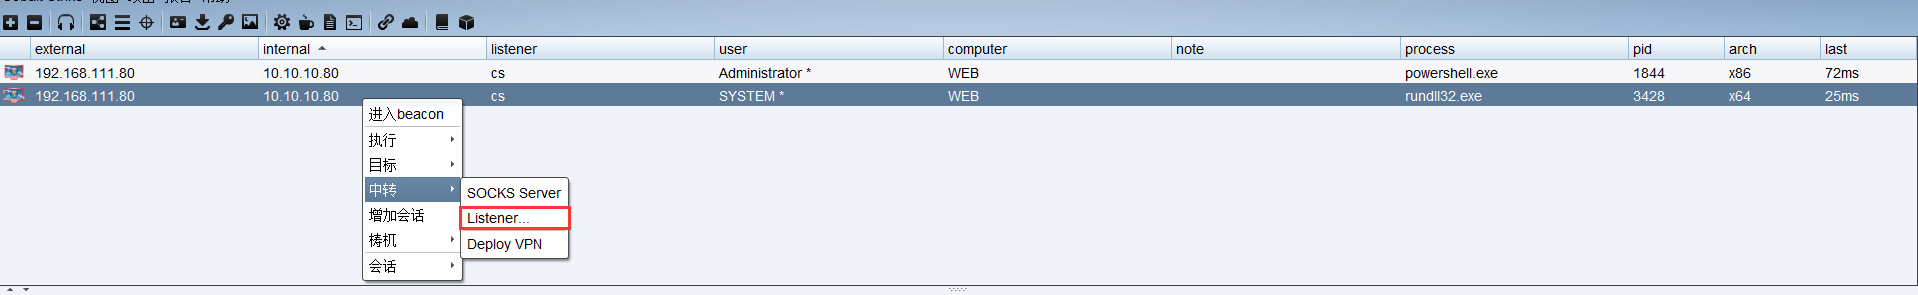 external internal listener user computer note process pid arch last
192.168.111.80 10.10.10.80 cs Administrator * WEB powershell.exe 1844 x86 72ms
192.168.111.80 10.10.10.80 cs SYSTEM * WEB rundll32.exe 3428 x64 25ms
进入beacon
执行
目标
中转
增加会话
梼杌
会话
SOCKS Server
Listener...
Deploy VPN